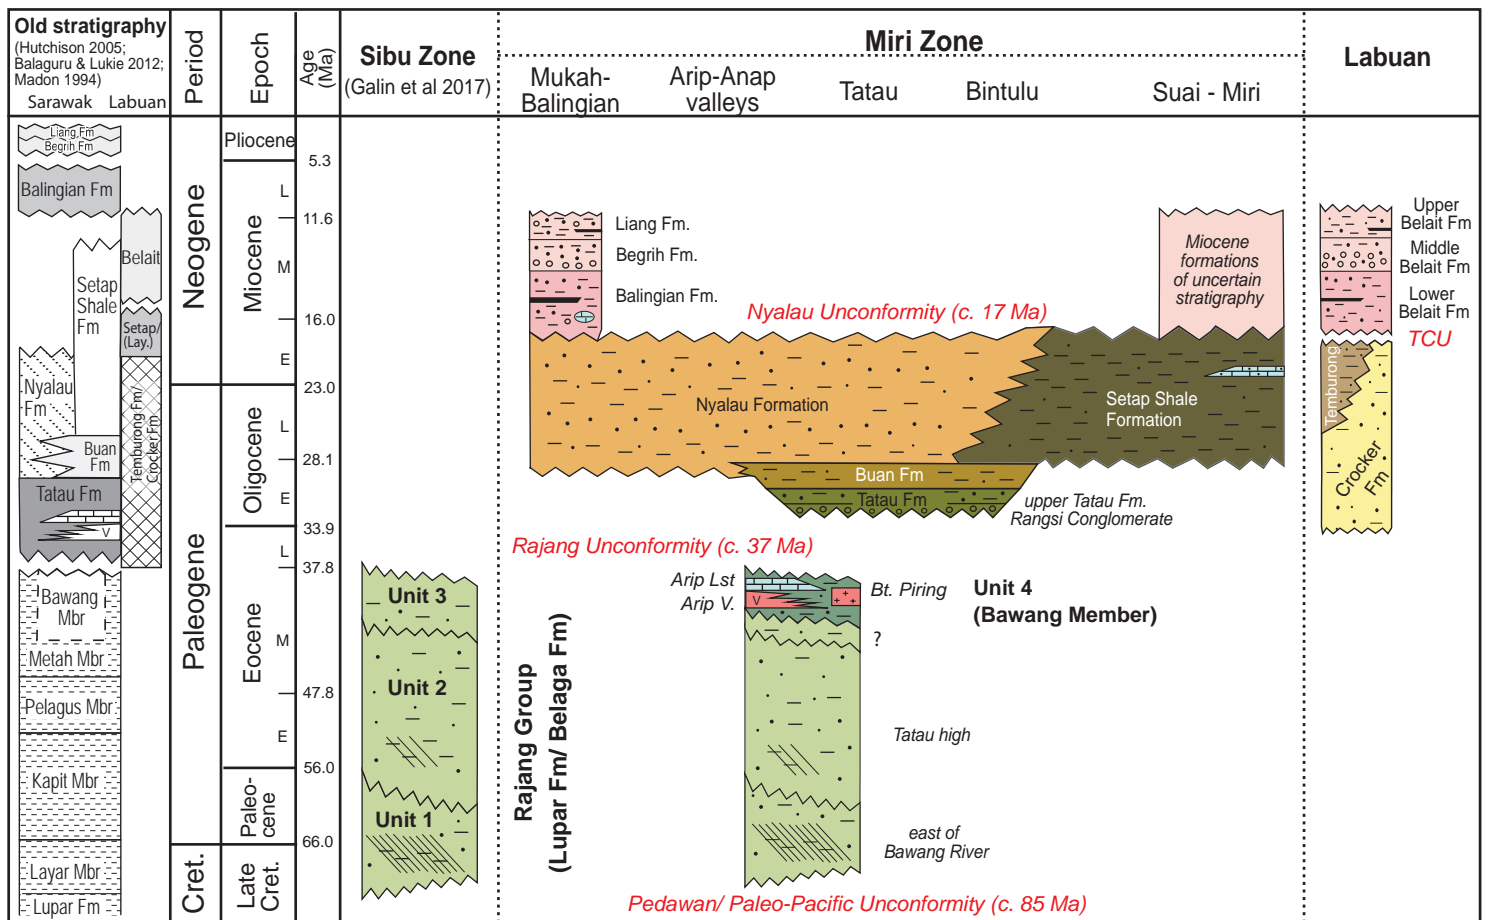 Old stratigraphy
(Hutchison 2005;
Balaguru & Lukie 2012;
Madon 1994)
Sarawak
Labuan
Period
Epoch
Age
(Ma)
Sibu Zone
(Galin et al 2017)
Miri Zone
Mukah-
Balingian
Arip-Anap
valleys
Tatau
Bintulu
Suai - Miri
Labuan
Liang Fm
Begrih Fm
Balingian Fm
Belait
Setap
Shale
Fm
Setap/
(Lay.)
Nyalau
Fm
Buan
Fm
Temburong Fm/
Crocker Fm
Tatau Fm
V
Bawang
Mbr
Metah Mbr
Pelagus Mbr
Kapit Mbr
Layar Mbr
Lupar Fm
Neogene
Paleogene
Cret.
Pliocene
Miocene
L
M
E
Oligocene
L
E
Eocene
L
M
E
Paleo-
cene
Late
Cret.
5.3
11.6
16.0
23.0
28.1
33.9
37.8
47.8
56.0
66.0
Unit 3
Unit 2
Unit 1
Liang Fm.
Begrih Fm.
Balingian Fm.
Nyalau Unconformity (c. 17 Ma)
Miocene
formations
of uncertain
stratigraphy
Nyalau Formation
Setap Shale
Formation
Buan Fm
Tatau Fm
upper Tatau Fm.
Rangsi Conglomerate
Rajang Unconformity (c. 37 Ma)
Arip Lst
Arip V.
V
Bt. Piring
Unit 4
(Bawang Member)
?
Rajang Group
(Lupar Fm/ Belaga Fm)
Tatau high
east of
Bawang River
Pedawan/ Paleo-Pacific Unconformity (c. 85 Ma)
Upper
Belait Fm
Middle
Belait Fm
Lower
Belait Fm
TCU
Temburong
Crocker
Fm